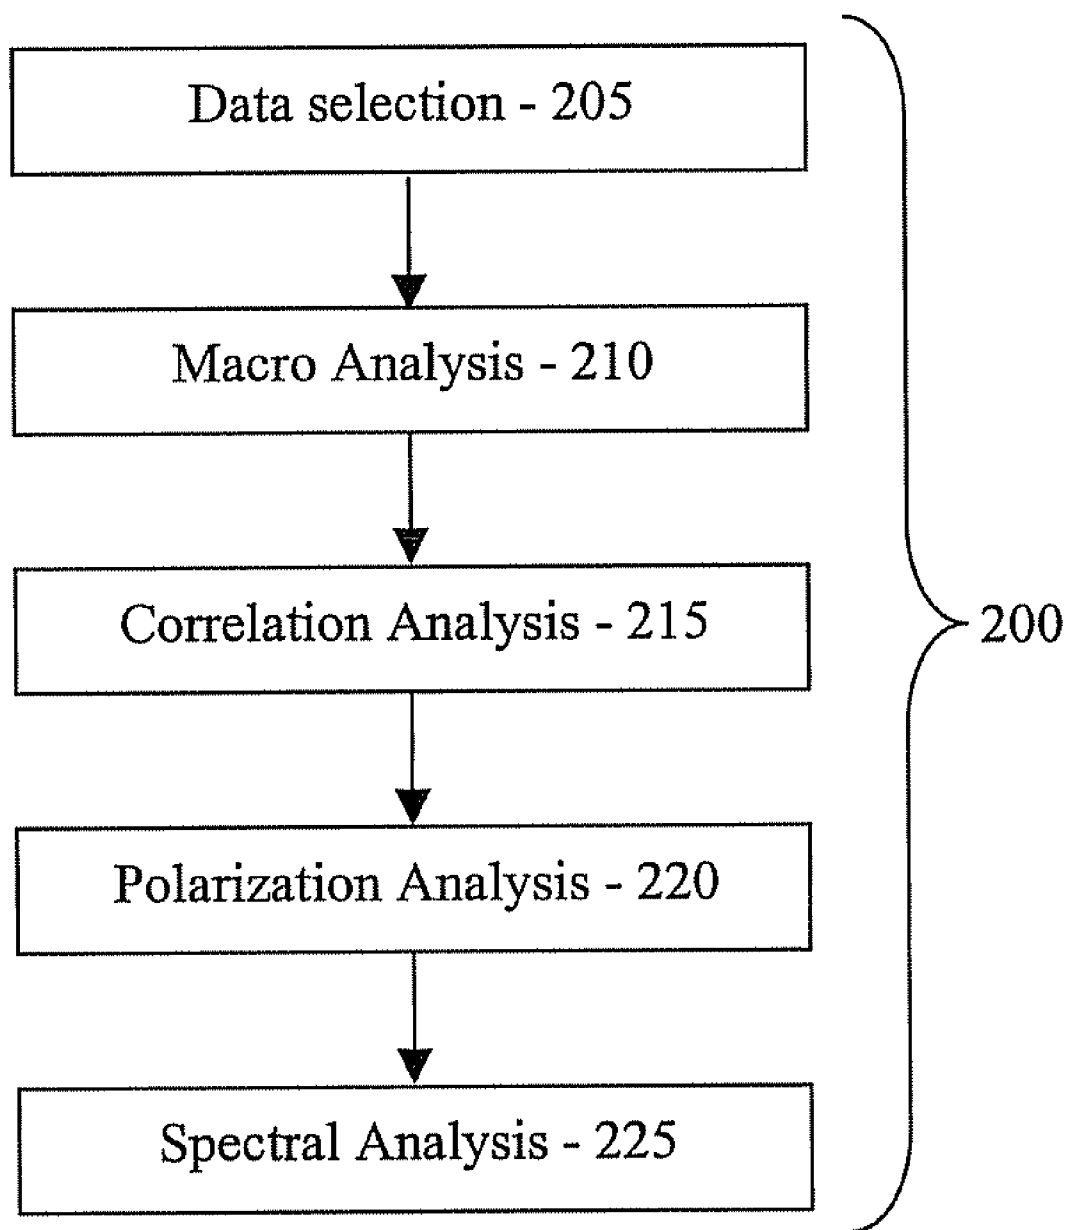 Data selection - 205
Macro Analysis - 210
Correlation Analysis - 215
200
Polarization Analysis - 220
Spectral Analysis - 225